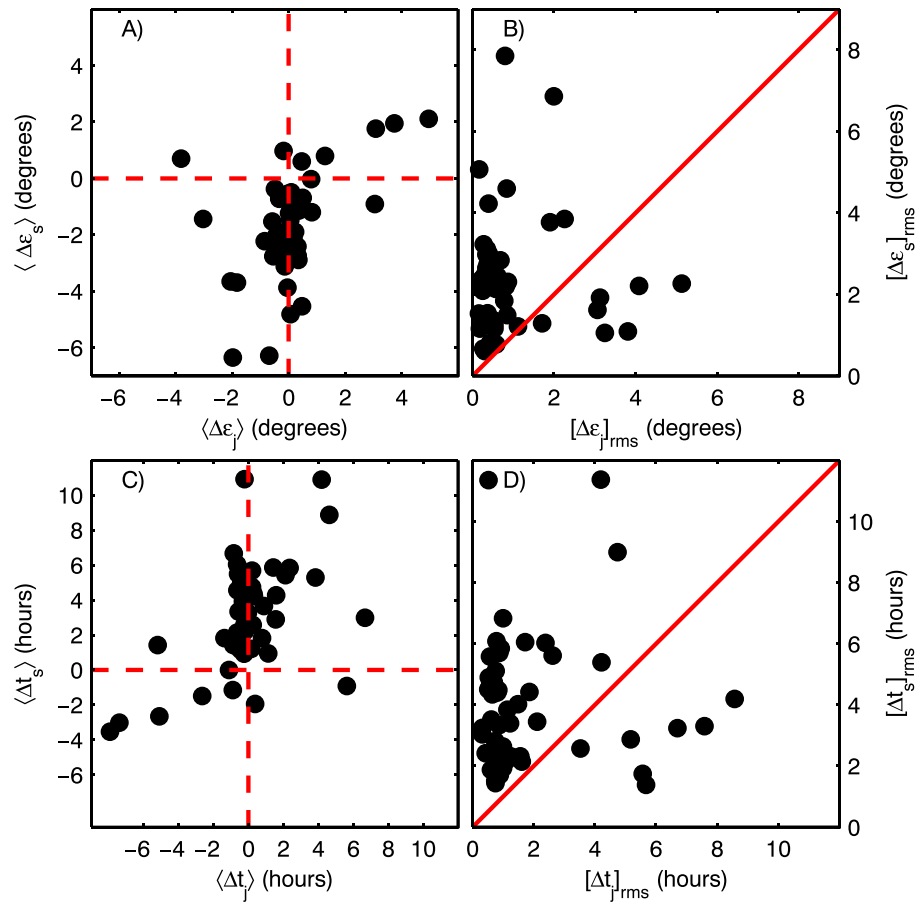 A)
B)
4
2
0
−2
−4
−6
⟨ Δε_s⟩ (degrees)
8
6
4
2
0
[Δε_s]_rms (degrees)
−6 −4 −2 0 2 4
0 2 4 6 8
⟨Δε_j⟩ (degrees)
[Δε_j]_rms (degrees)
C)
D)
10
8
6
4
2
0
−2
−4
−6
⟨Δt_s⟩ (hours)
10
8
6
4
2
0
[Δt_s]_rms (hours)
−6 −4 −2 0 2 4 6 8 10
0 2 4 6 8 10
⟨Δt_j⟩ (hours)
[Δt_j]_rms (hours)